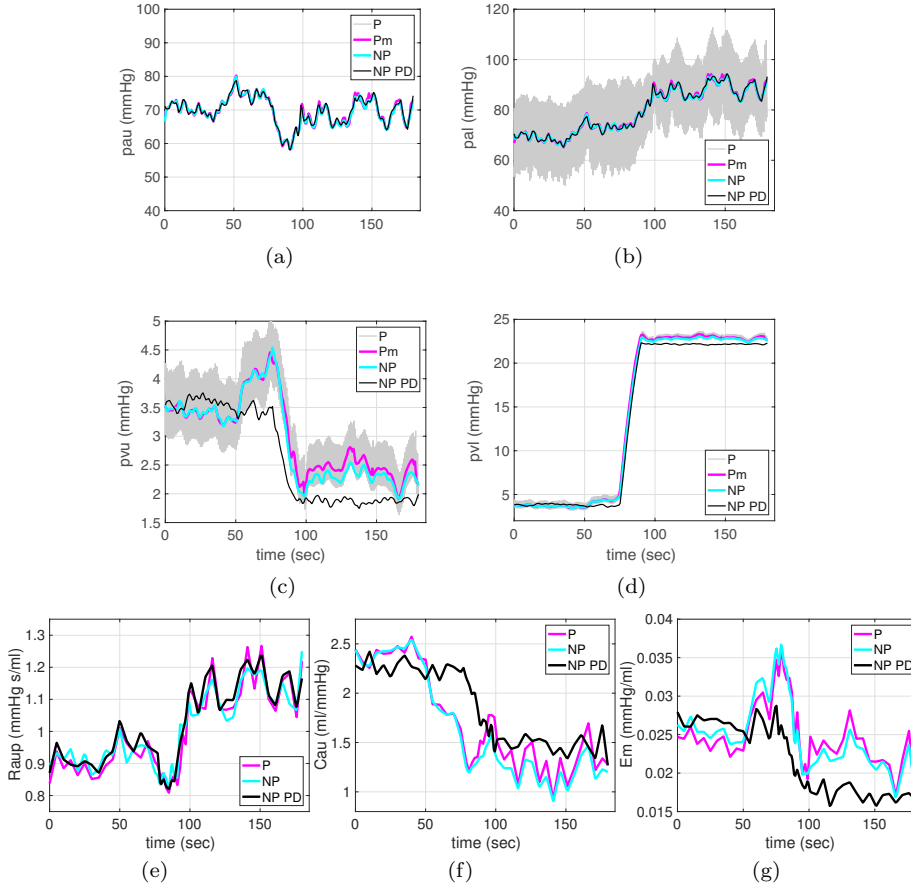 100
90
80
70
60
50
40
pau (mmHg)
0
50
100
150
P
Pm
NP
NP PD
(a)
120
100
80
60
40
pal (mmHg)
0
50
100
150
P
Pm
NP
NP PD
(b)
5
4.5
4
3.5
3
2.5
2
1.5
pvu (mmHg)
0
50
100
150
time (sec)
P
Pm
NP
NP PD
(c)
25
20
15
10
5
pvl (mmHg)
0
50
100
150
time (sec)
P
Pm
NP
NP PD
(d)
1.3
1.2
1.1
1
0.9
0.8
Raup (mmHg s/ml)
0
50
100
150
time (sec)
P
NP
NP PD
(e)
2.5
2
1.5
1
Cau (ml/mmHg)
0
50
100
150
time (sec)
P
NP
NP PD
(f)
0.035
0.03
0.025
0.02
0.015
Em (mmHg/ml)
0
50
100
150
time (sec)
P
NP
NP PD
(g)